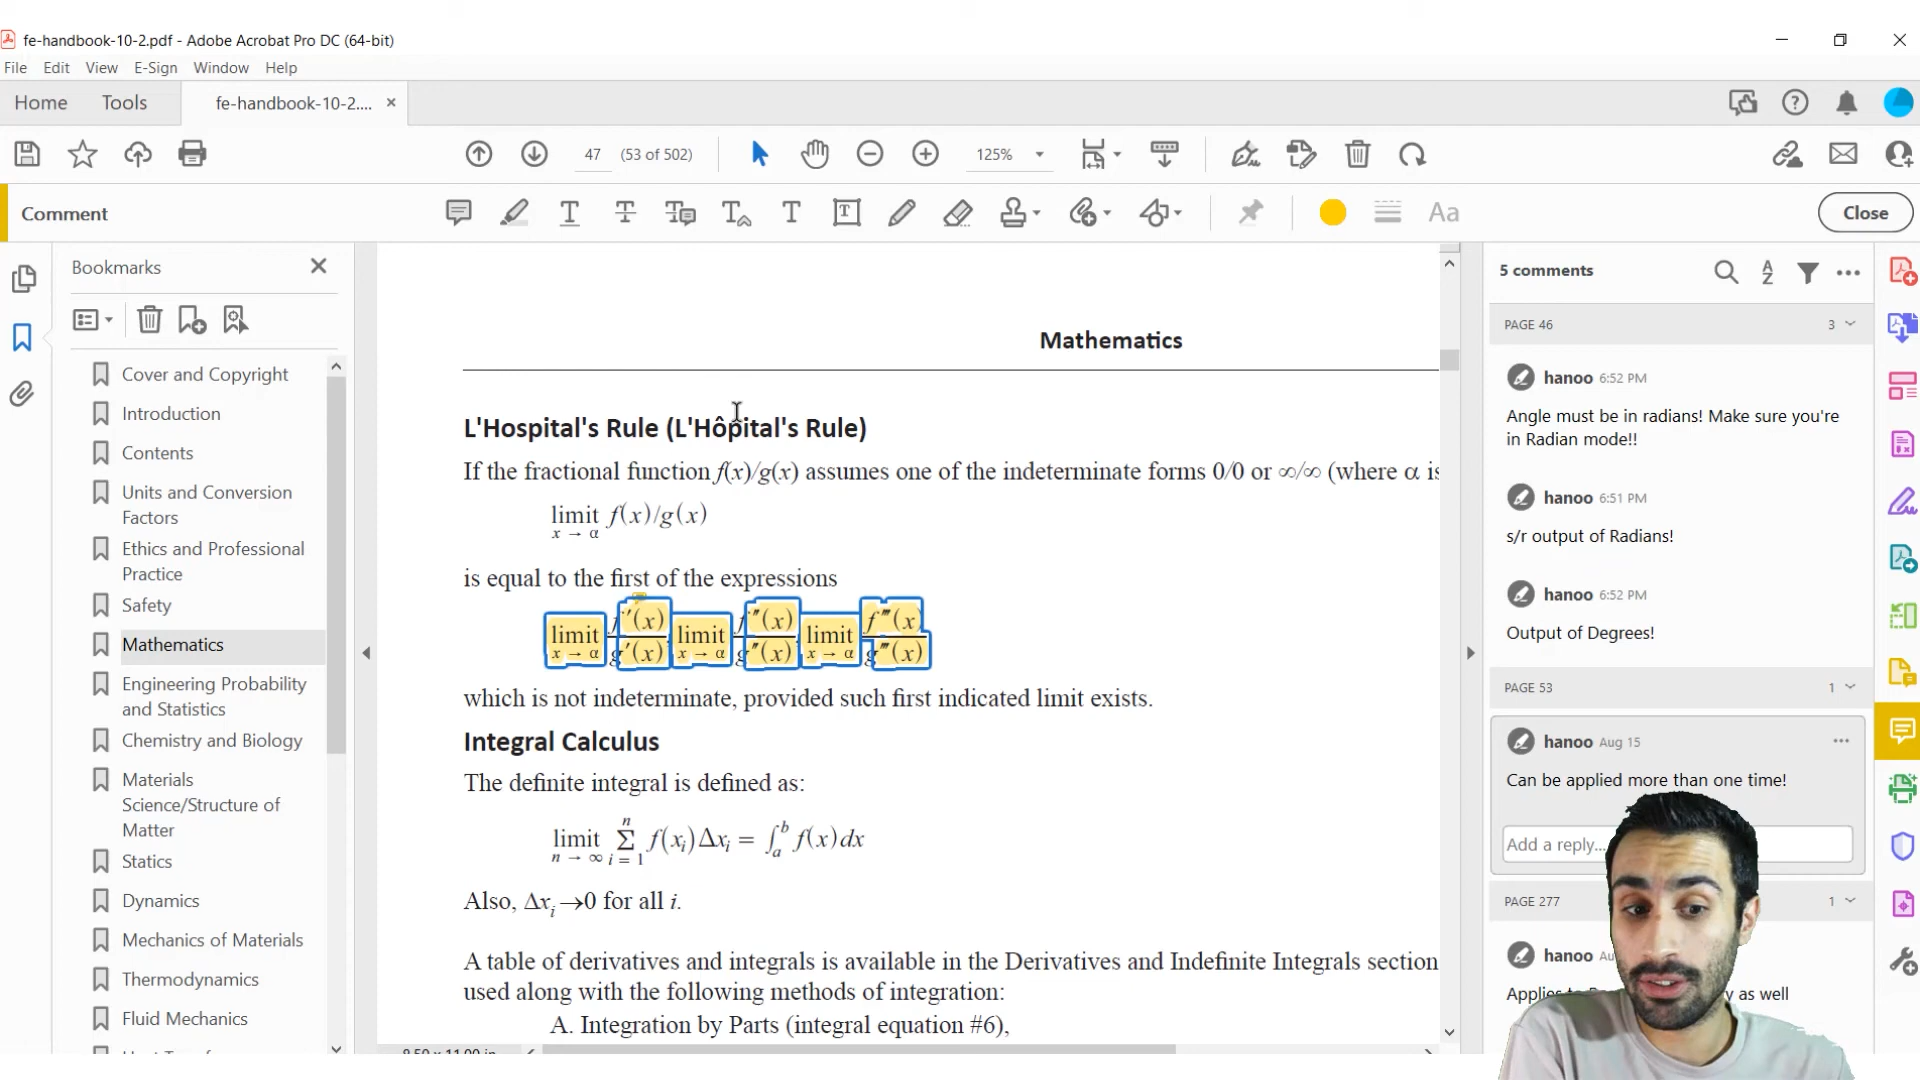 fe-handbook-10-2.pdf - Adobe Acrobat Pro DC (64-bit)
File Edit View E-Sign Window Help
Home Tools fe-handbook-10-2....
47 (53 of 502) 125%
Comment
Close
Bookmarks
Cover and Copyright
Introduction
Contents
Units and Conversion
Factors
Ethics and Professional
Practice
Safety
Mathematics
Engineering Probability
and Statistics
Chemistry and Biology
Materials
Science/Structure of
Matter
Statics
Dynamics
Mechanics of Materials
Thermodynamics
Fluid Mechanics
Mathematics
L'Hospital's Rule (L'Hôpital's Rule)
If the fractional function f(x)/g(x) assumes one of the indeterminate forms 0/0 or ∞/∞ (where α is
limit f(x)/g(x)
x → α
is equal to the first of the expressions
limit f′(x) limit f″(x) limit f‴(x)
x → α g′(x) x → α g″(x) x → α g‴(x)
which is not indeterminate, provided such first indicated limit exists.
Integral Calculus
The definite integral is defined as:
limit n Σ f(xi)Δxi = ∫ab f(x)dx
n → ∞ i = 1
Also, Δxi →0 for all i.
A table of derivatives and integrals is available in the Derivatives and Indefinite Integrals section
used along with the following methods of integration:
A. Integration by Parts (integral equation #6),
8.50 x 11.00 in
5 comments
PAGE 46 3
hanoo 6:52 PM
Angle must be in radians! Make sure you're
in Radian mode!!
hanoo 6:51 PM
s/r output of Radians!
hanoo 6:52 PM
Output of Degrees!
PAGE 53 1
hanoo Aug 15
Can be applied more than one time!
Add a reply...
PAGE 277 1
hanoo
as well